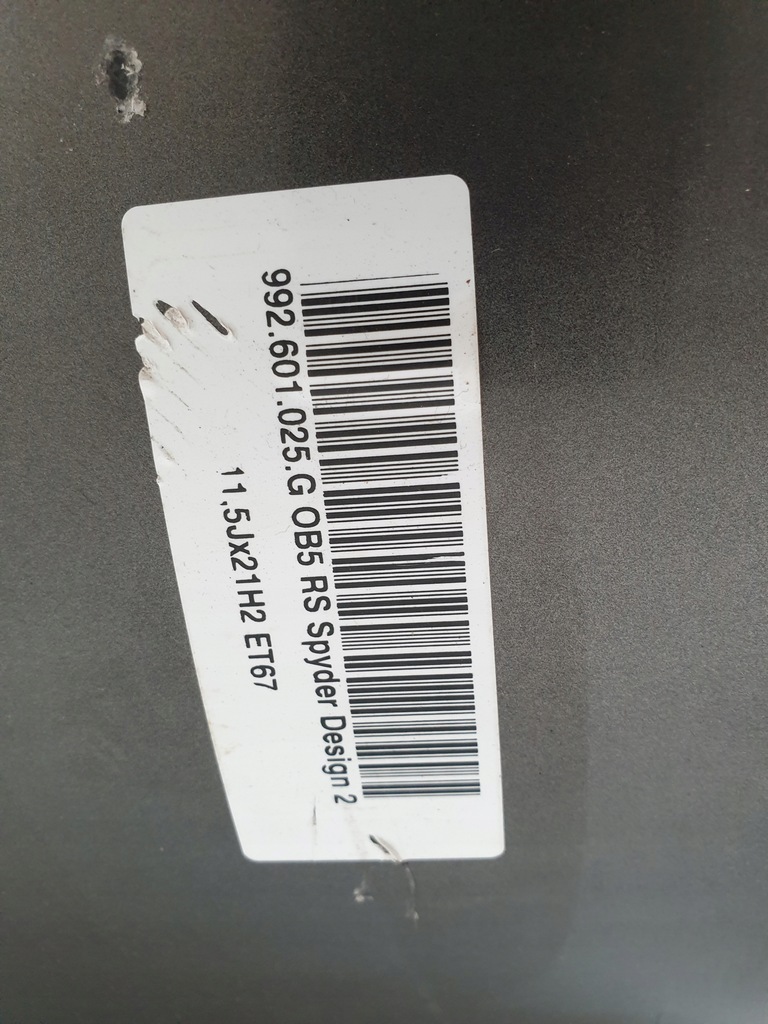 992.601.025.G OB5 RS Spyder Design 2
11,5Jx21H2 ET67